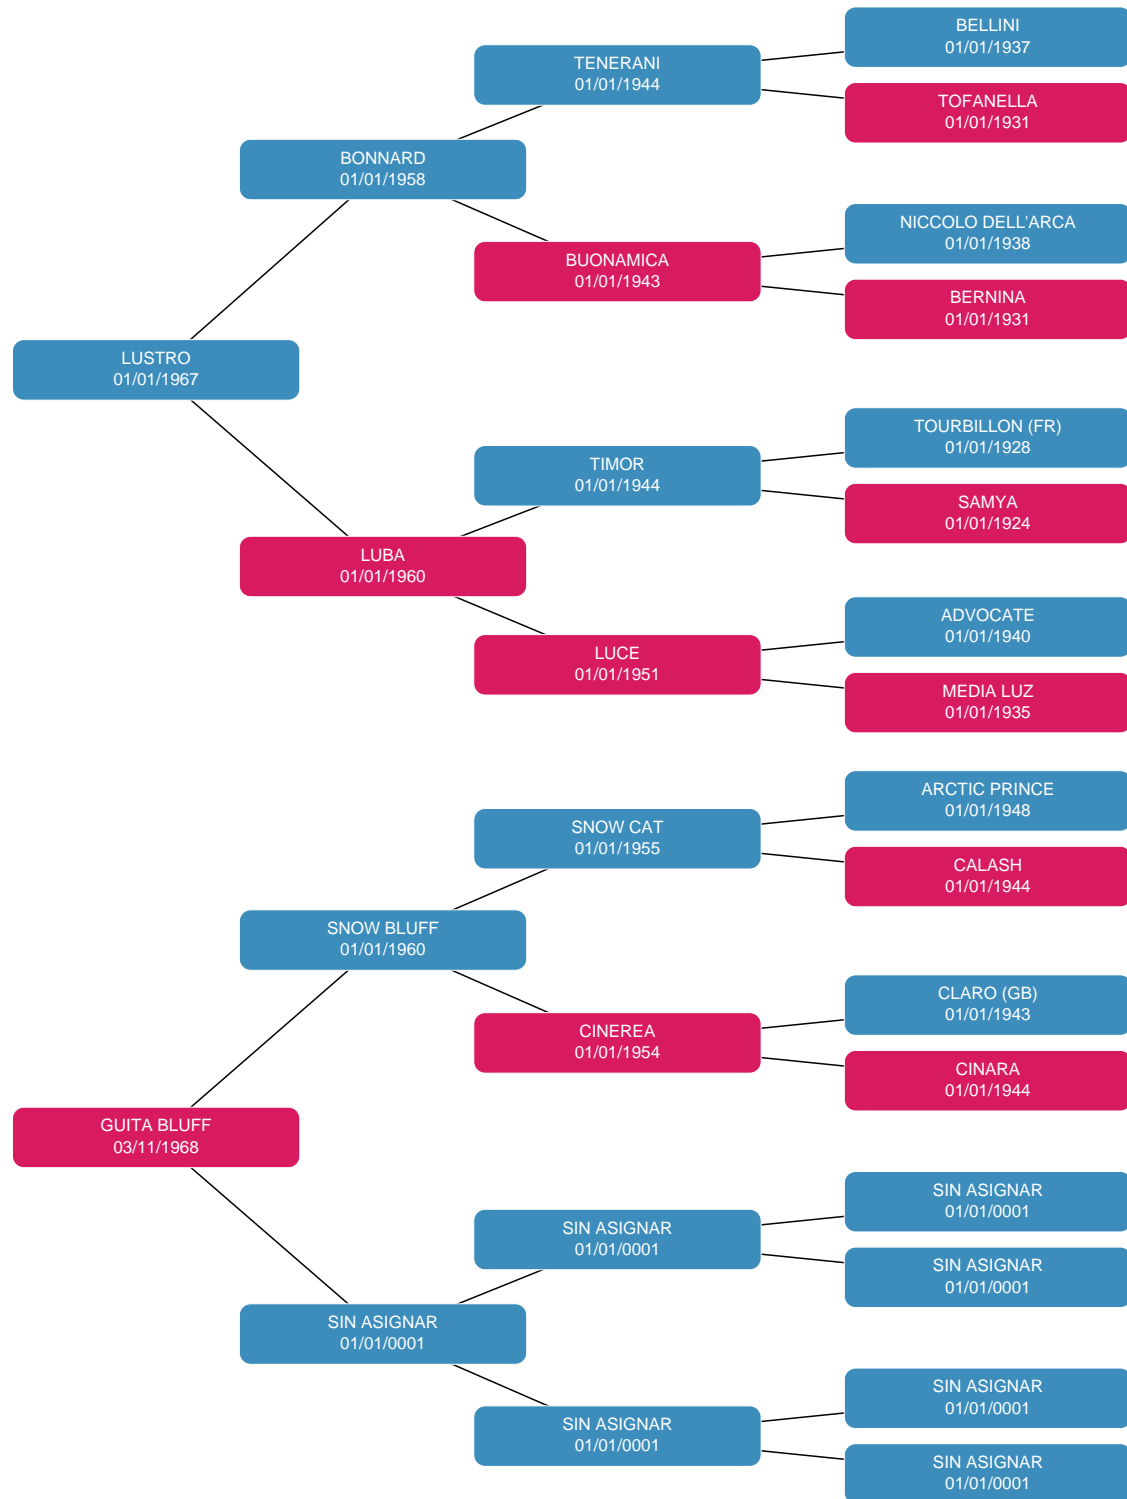 BELLINI
01/01/1937
TENERANI
01/01/1944
TOFANELLA
01/01/1931
BONNARD
01/01/1958
NICCOLO DELL'ARCA
01/01/1938
BUONAMICA
01/01/1943
BERNINA
01/01/1931
LUSTRO
01/01/1967
TOURBILLON (FR)
01/01/1928
TIMOR
01/01/1944
SAMYA
01/01/1924
LUBA
01/01/1960
ADVOCATE
01/01/1940
LUCE
01/01/1951
MEDIA LUZ
01/01/1935
ARCTIC PRINCE
01/01/1948
SNOW CAT
01/01/1955
CALASH
01/01/1944
SNOW BLUFF
01/01/1960
CLARO (GB)
01/01/1943
CINEREA
01/01/1954
CINARA
01/01/1944
GUITA BLUFF
03/11/1968
SIN ASIGNAR
01/01/0001
SIN ASIGNAR
01/01/0001
SIN ASIGNAR
01/01/0001
SIN ASIGNAR
01/01/0001
SIN ASIGNAR
01/01/0001
SIN ASIGNAR
01/01/0001
SIN ASIGNAR
01/01/0001